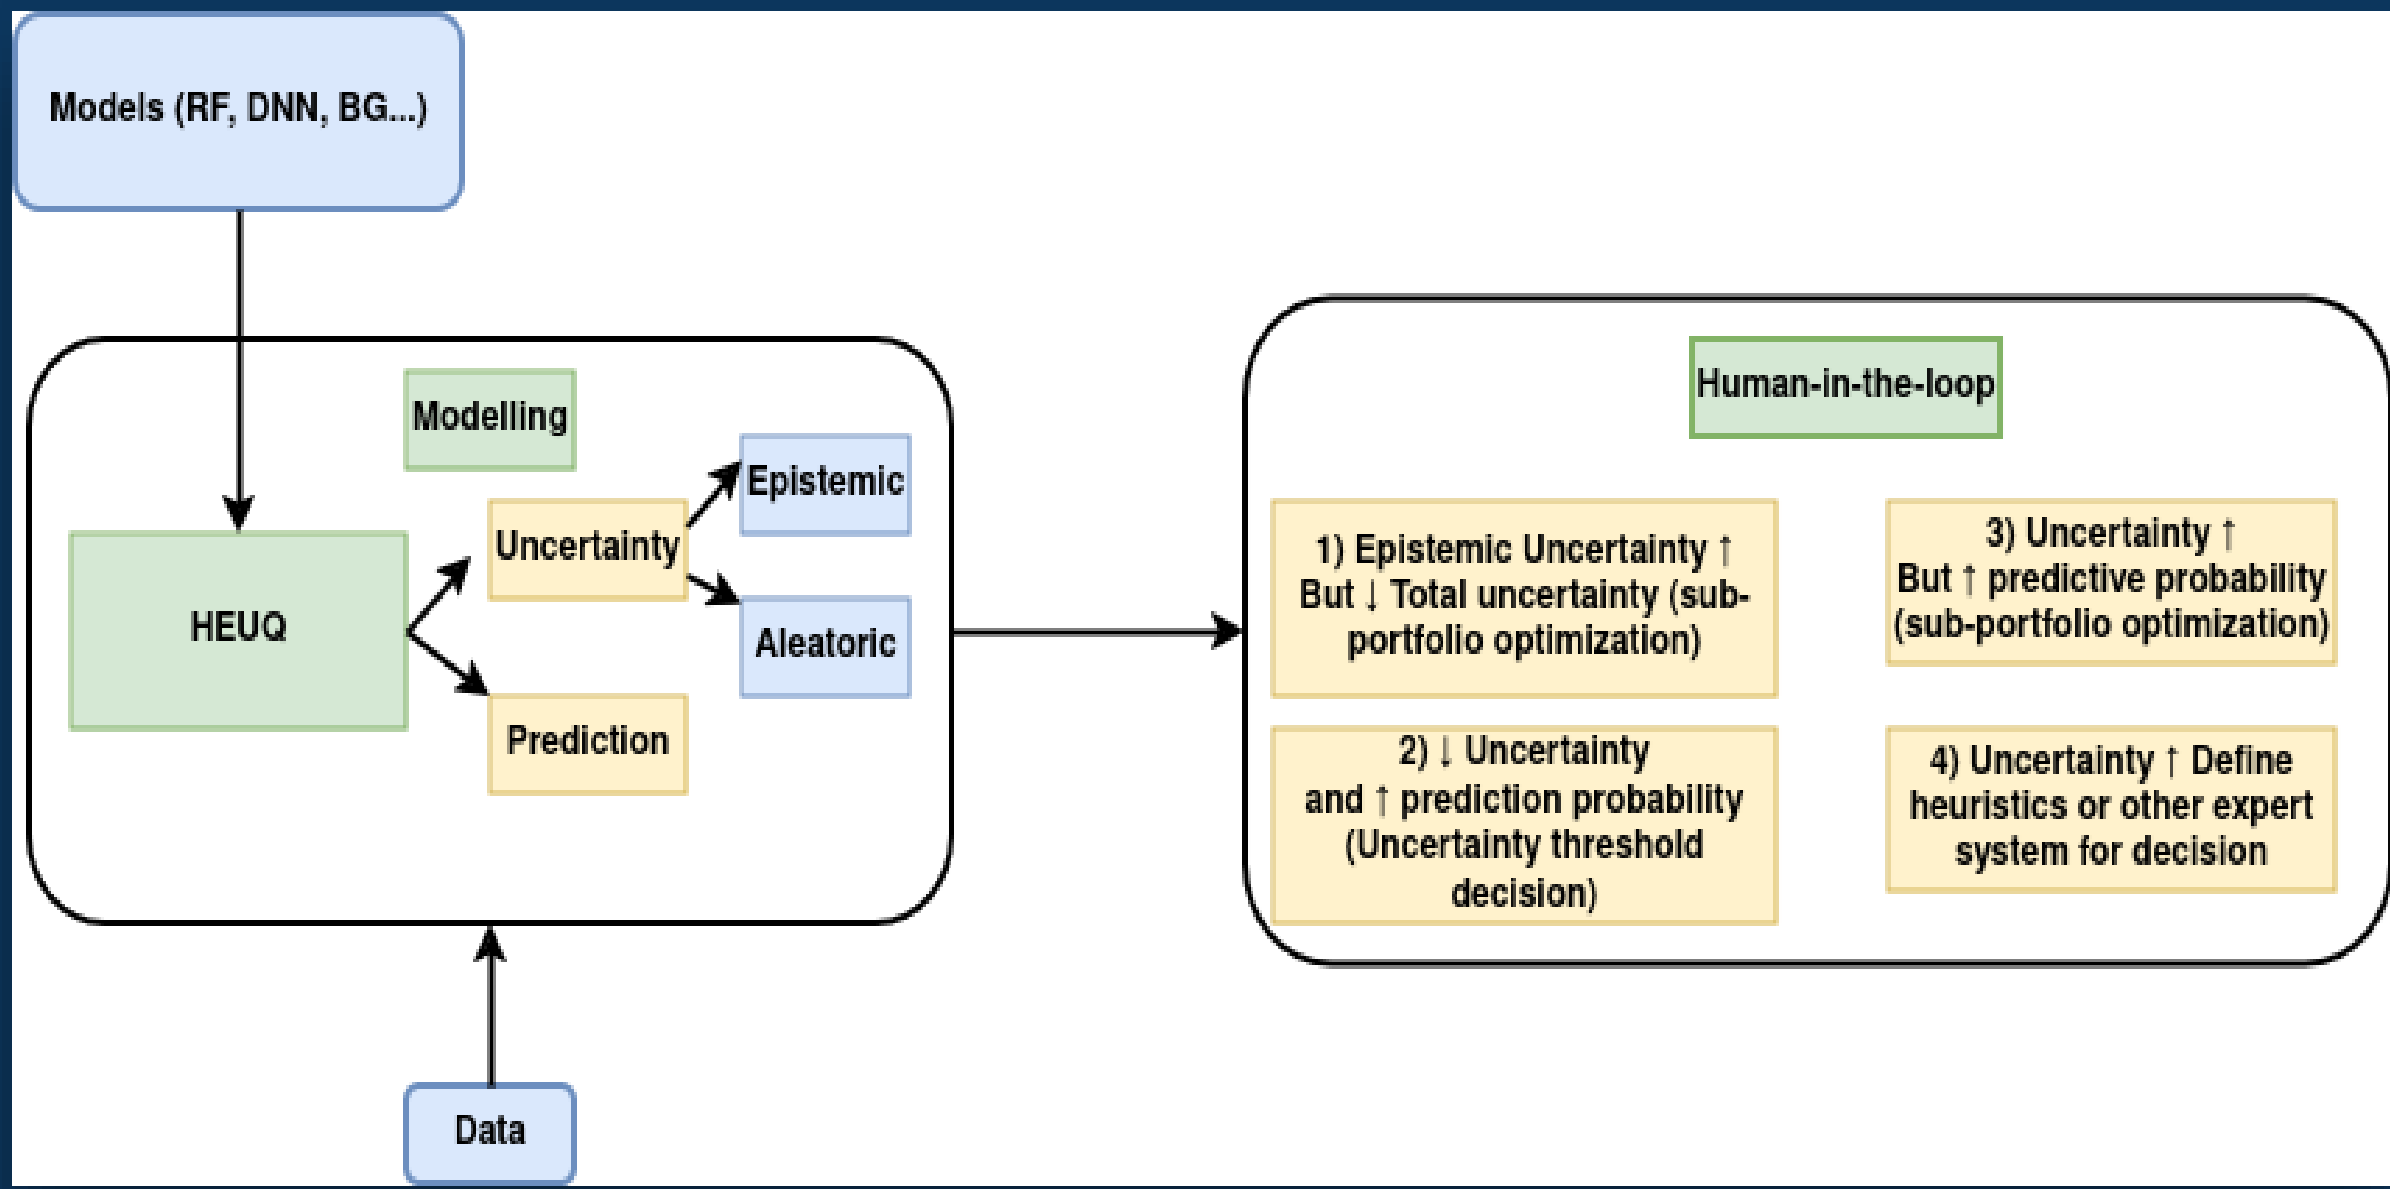 Models (RF, DNN, BG...)
Modelling
HEUQ
Uncertainty
Epistemic
Aleatoric
Prediction
Data
Human-in-the-loop
1) Epistemic Uncertainty ↑
But ↓ Total uncertainty (sub-
portfolio optimization)
2) ↓ Uncertainty
and ↑ prediction probability
(Uncertainty threshold
decision)
3) Uncertainty ↑
But ↑ predictive probability
(sub-portfolio optimization)
4) Uncertainty ↑ Define
heuristics or other expert
system for decision